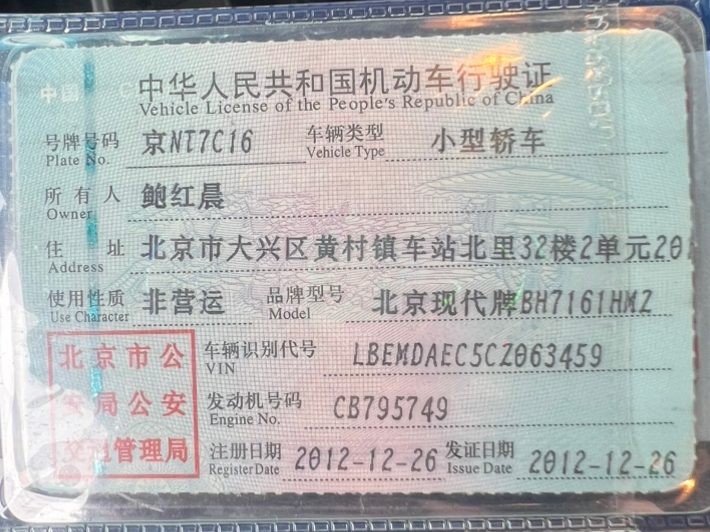 中国
中华人民共和国机动车行驶证
Vehicle License of the People's Republic of China
号牌号码 京NT7C16 车辆类型 小型轿车
Plate No. Vehicle Type
所有人 鲍红晨
Owner
住址 北京市大兴区黄村镇车站北里32楼2单元20
Address
使用性质 非营运 品牌型号 北京现代牌BH7161HMZ
Use Character Model
北京市公 车辆识别代号 LBEMDAEC5CZ063459
VIN
安局公安 发动机号码 CB795749
Engine No.
交通管理局 注册日期 2012-12-26 发证日期 2012-12-26
Register Date Issue Date